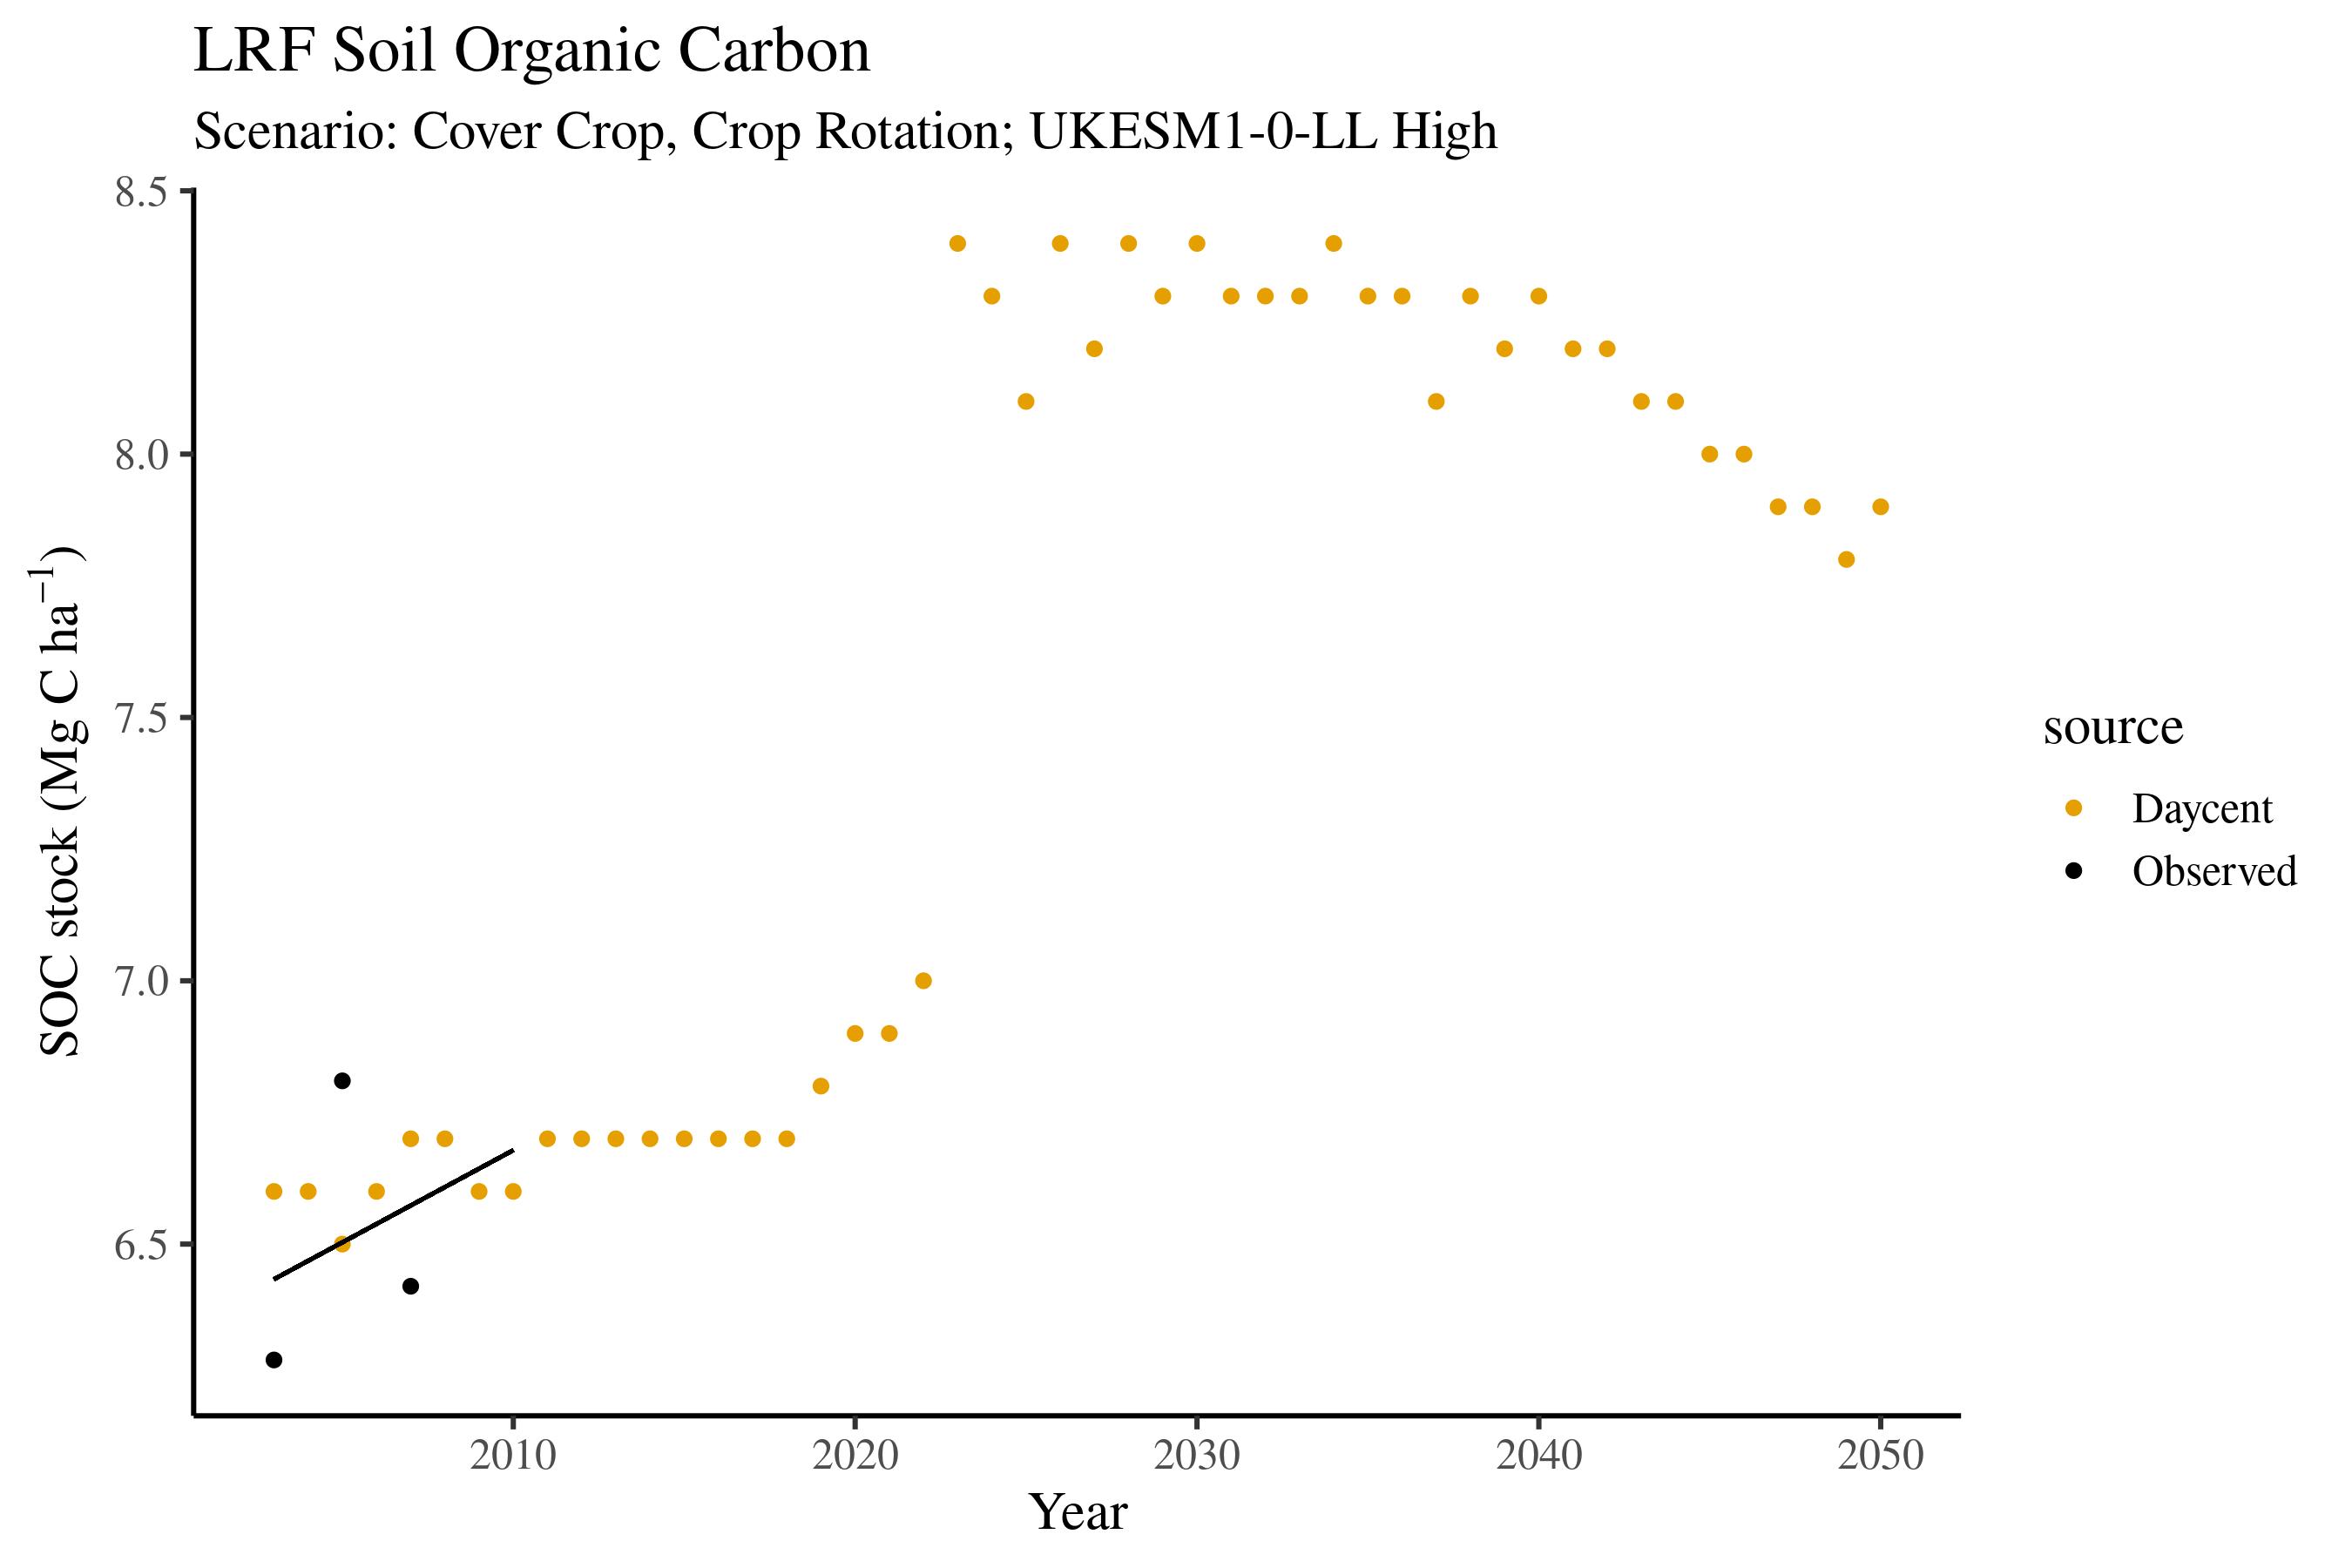 LRF Soil Organic Carbon
Scenario: Cover Crop, Crop Rotation; UKESM1-0-LL High
8.5
8.0
7.5
7.0
6.5
SOC stock (Mg C ha⁻¹)
2010 2020 2030 2040 2050
Year
source
Daycent
Observed